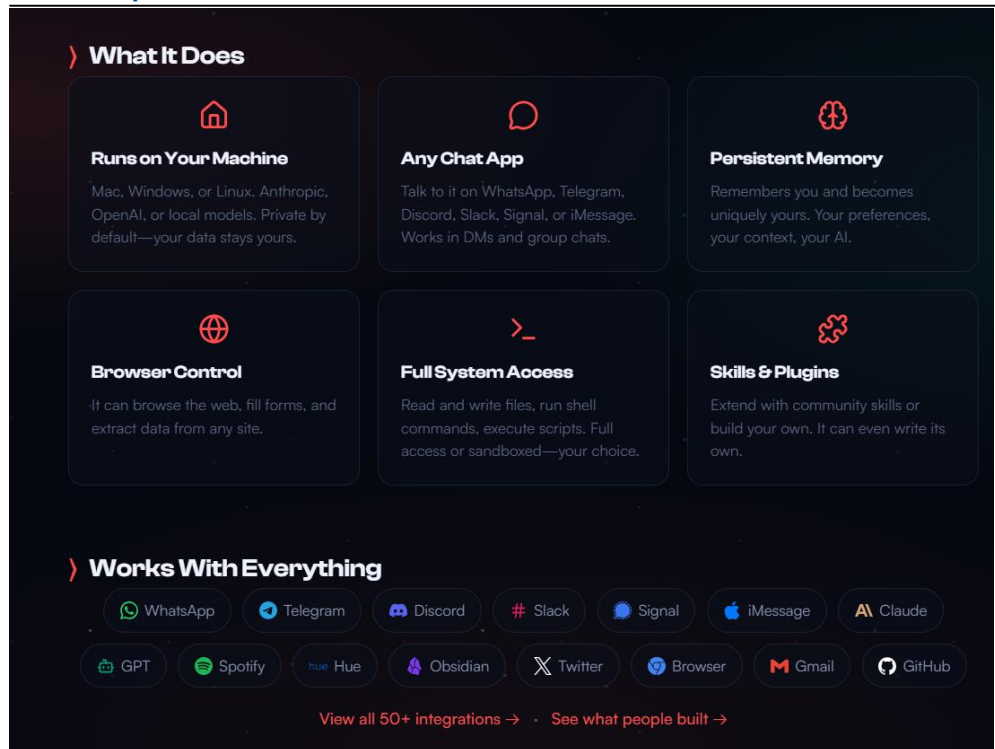 What It Does
Runs on Your Machine
Mac, Windows, or Linux. Anthropic,
OpenAI, or local models. Private by
default—your data stays yours.
Any Chat App
Talk to it on WhatsApp, Telegram,
Discord, Slack, Signal, or iMessage.
Works in DMs and group chats.
Persistent Memory
Remembers you and becomes
uniquely yours. Your preferences,
your context, your AI.
Browser Control
It can browse the web, fill forms, and
extract data from any site.
Full System Access
Read and write files, run shell
commands, execute scripts. Full
access or sandboxed—your choice.
Skills & Plugins
Extend with community skills or
build your own. It can even write its
own.
Works With Everything
WhatsApp Telegram Discord # Slack Signal iMessage A\ Claude
GPT Spotify hue Hue Obsidian X Twitter Browser M Gmail GitHub
View all 50+ integrations → · See what people built →